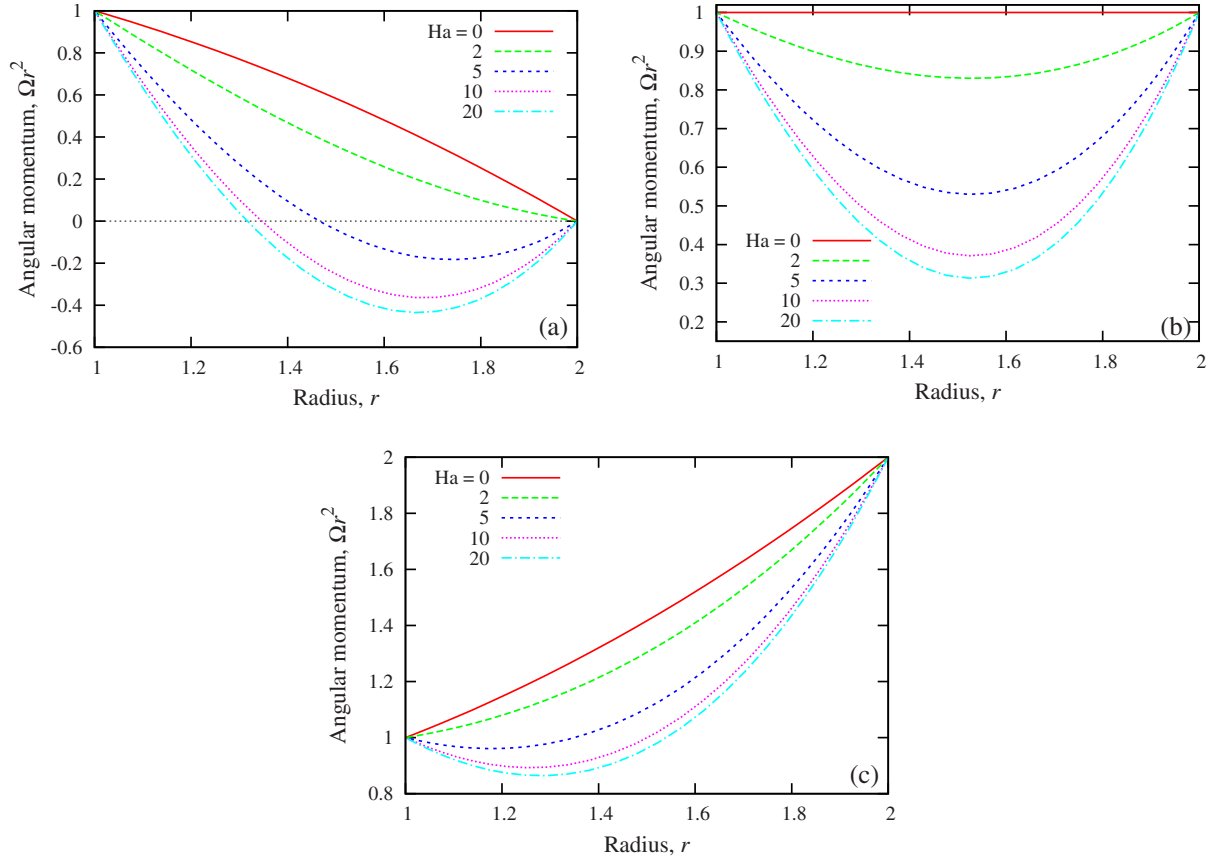 Angular momentum, Ωr²
1
0.8
0.6
0.4
0.2
0
-0.2
-0.4
-0.6
Ha = 0
2
5
10
20
(a)
1 1.2 1.4 1.6 1.8 2
Radius, r
Angular momentum, Ωr²
1
0.9
0.8
0.7
0.6
0.5
0.4
0.3
0.2
Ha = 0
2
5
10
20
(b)
1 1.2 1.4 1.6 1.8 2
Radius, r
Angular momentum, Ωr²
2
1.8
1.6
1.4
1.2
1
0.8
Ha = 0
2
5
10
20
(c)
1 1.2 1.4 1.6 1.8 2
Radius, r